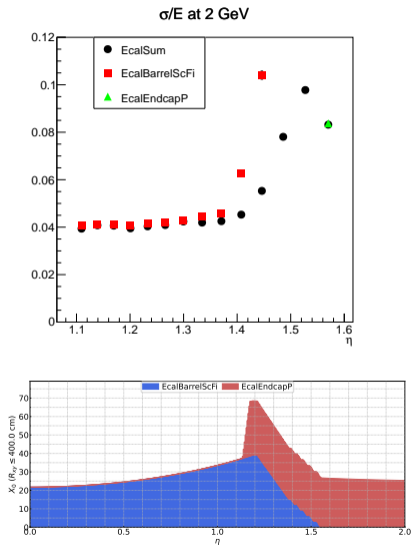 σ/E at 2 GeV
0.12
EcalSum
EcalBarrelScFi
EcalEndcapP
0.1
0.08
0.06
0.04
0.02
0
1.1 1.2 1.3 1.4 1.5 1.6
η
EcalBarrelScFi EcalEndcapP
70
60
50
40
30
20
10
0
X₀ (Rₓᵧ ≤ 400.0 cm)
0.0 0.5 1.0 1.5 2.0
η